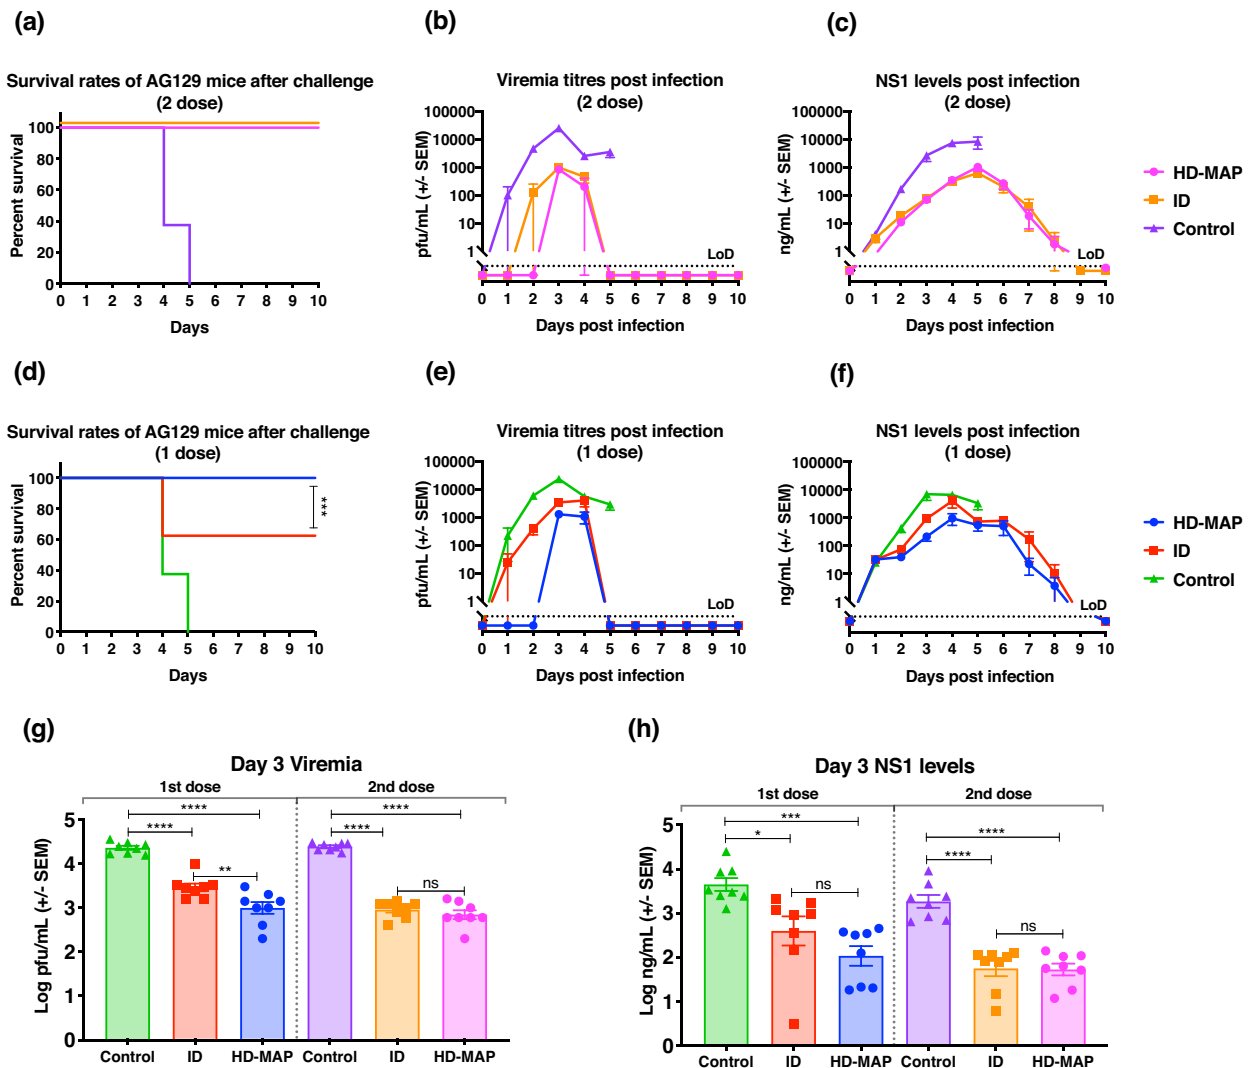 (a)
Survival rates of AG129 mice after challenge
(2 dose)
Percent survival
100
80
60
40
20
0
0 1 2 3 4 5 6 7 8 9 10
Days
(b)
Viremia titres post infection
(2 dose)
pfu/mL (+/- SEM)
100000
10000
1000
100
10
1
LoD
0 1 2 3 4 5 6 7 8 9 10
Days post infection
(c)
NS1 levels post infection
(2 dose)
ng/mL (+/- SEM)
100000
10000
1000
100
10
1
LoD
0 1 2 3 4 5 6 7 8 9 10
Days post infection
HD-MAP
ID
Control
(d)
Survival rates of AG129 mice after challenge
(1 dose)
Percent survival
100
80
60
40
20
0
***
0 1 2 3 4 5 6 7 8 9 10
Days
(e)
Viremia titres post infection
(1 dose)
pfu/mL (+/- SEM)
100000
10000
1000
100
10
1
LoD
0 1 2 3 4 5 6 7 8 9 10
Days post infection
(f)
NS1 levels post infection
(1 dose)
ng/mL (+/- SEM)
100000
10000
1000
100
10
1
LoD
0 1 2 3 4 5 6 7 8 9 10
Days post infection
HD-MAP
ID
Control
(g)
Day 3 Viremia
1st dose 2nd dose
**** ****
**** ****
** ns
Log pfu/mL (+/- SEM)
5
4
3
2
1
0
Control ID HD-MAP Control ID HD-MAP
(h)
Day 3 NS1 levels
1st dose 2nd dose
*** ****
* ****
ns ns
Log ng/mL (+/- SEM)
5
4
3
2
1
0
Control ID HD-MAP Control ID HD-MAP